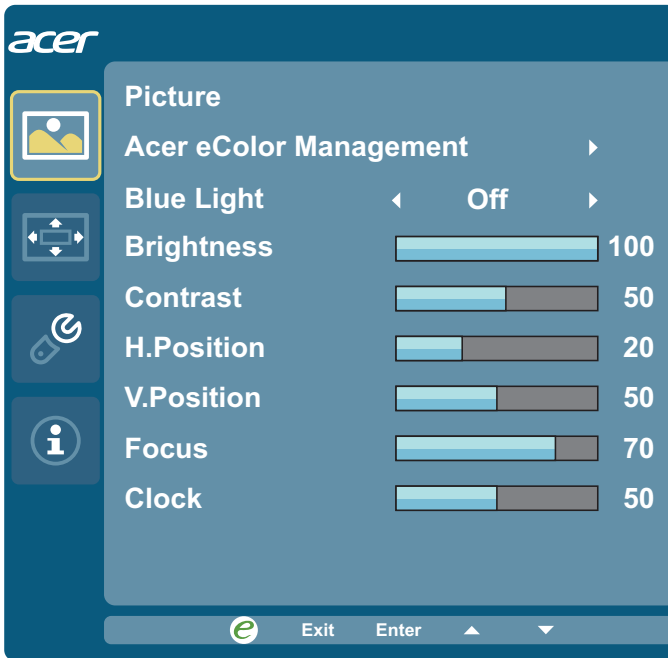 acer
Picture
Acer eColor Management
Blue Light Off
Brightness 100
Contrast 50
H.Position 20
V.Position 50
Focus 70
Clock 50
e Exit Enter